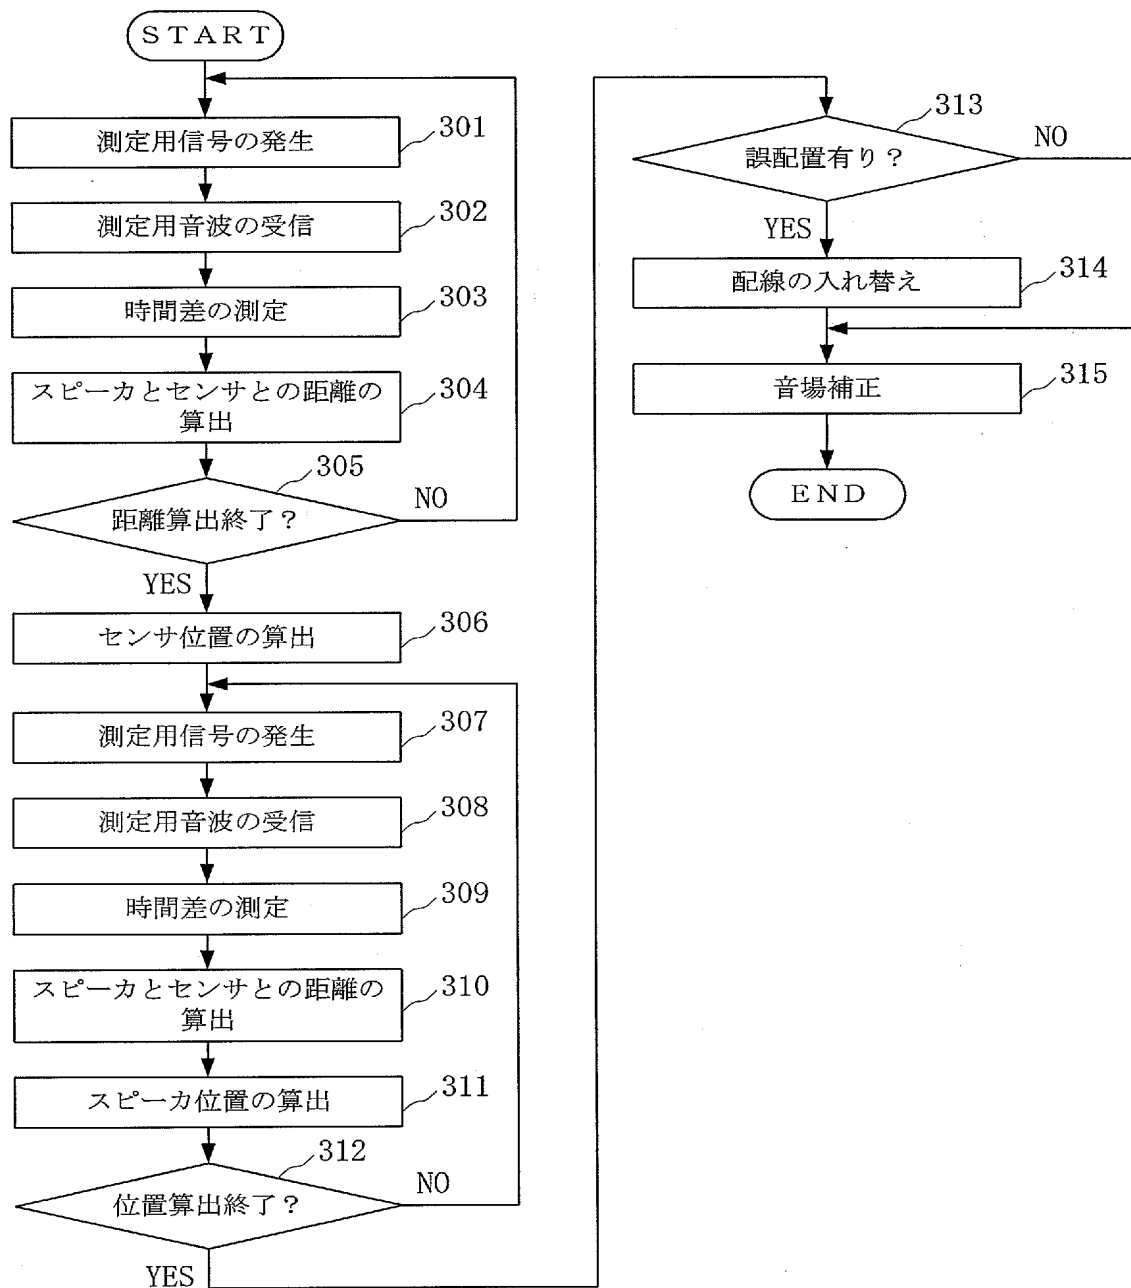 START
測定用信号の発生
301
測定用音波の受信
302
時間差の測定
303
スピーカとセンサとの距離の
算出
304
305
距離算出終了?
NO
YES
センサ位置の算出
306
測定用信号の発生
307
測定用音波の受信
308
時間差の測定
309
スピーカとセンサとの距離の
算出
310
スピーカ位置の算出
311
312
位置算出終了?
NO
YES
313
誤配置有り?
NO
YES
配線の入れ替え
314
音場補正
315
END